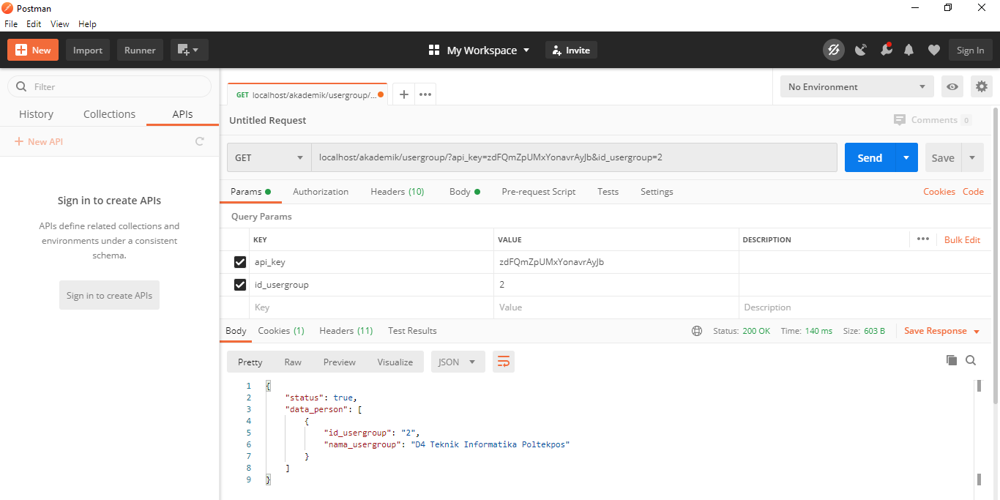 Postman
File Edit View Help
New Import Runner My Workspace Invite Sign In
Filter
History Collections APIs
New API
Sign in to create APIs
APIs define related collections and
environments under a consistent
schema.
Sign in to create APIs
GET localhost/akademik/usergroup/...
No Environment
Untitled Request
Comments 0
GET localhost/akademik/usergroup/?api_key=zdFQmZpUMxYonavrAyJb&id_usergroup=2 Send Save
Params Authorization Headers (10) Body Pre-request Script Tests Settings Cookies Code
Query Params
KEY VALUE DESCRIPTION Bulk Edit
api_key zdFQmZpUMxYonavrAyJb
id_usergroup 2
Key Value Description
Body Cookies (1) Headers (11) Test Results Status: 200 OK Time: 140 ms Size: 603 B Save Response
Pretty Raw Preview Visualize JSON
1 {
2 "status": true,
3 "data_person": [
4 {
5 "id_usergroup": "2",
6 "nama_usergroup": "D4 Teknik Informatika Poltekpos"
7 }
8 ]
9 }